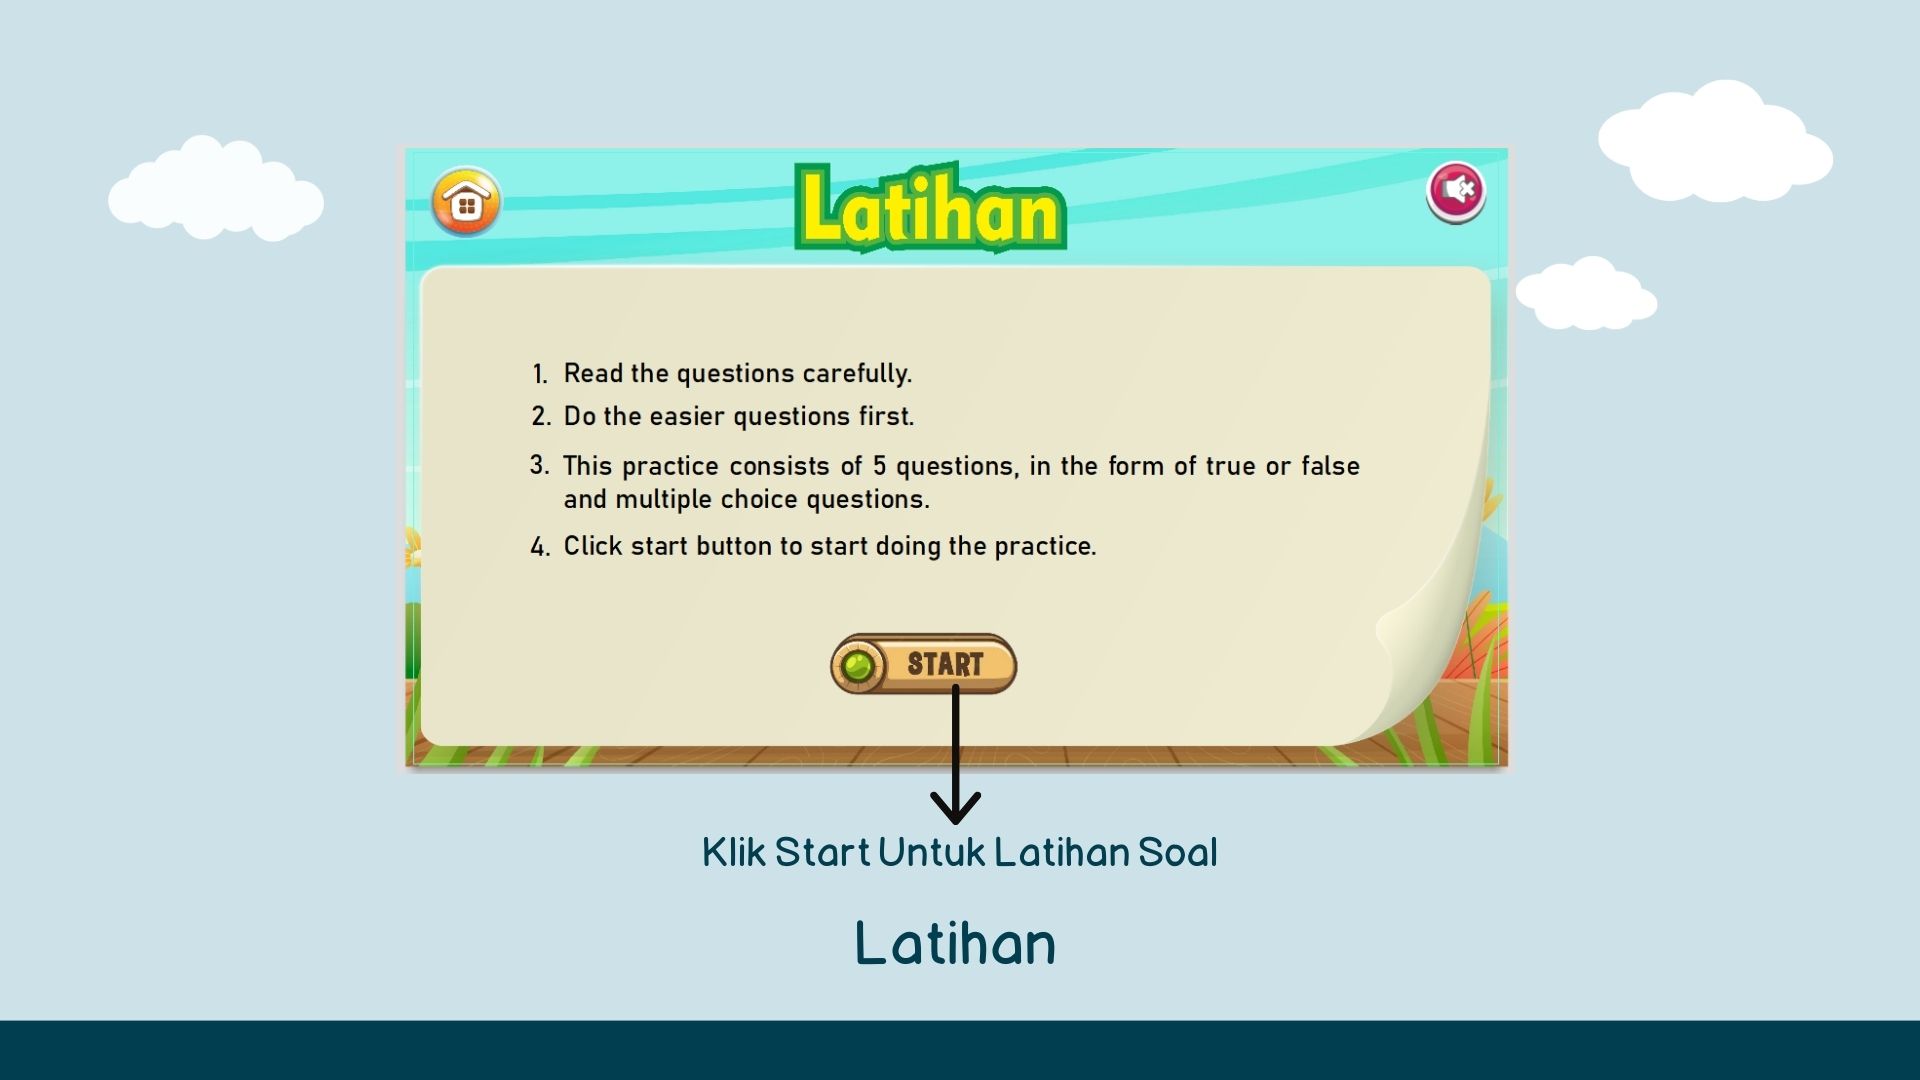 Latihan
1. Read the questions carefully.
2. Do the easier questions first.
3. This practice consists of 5 questions, in the form of true or false
and multiple choice questions.
4. Click start button to start doing the practice.
START
Klik Start Untuk Latihan Soal
Latihan